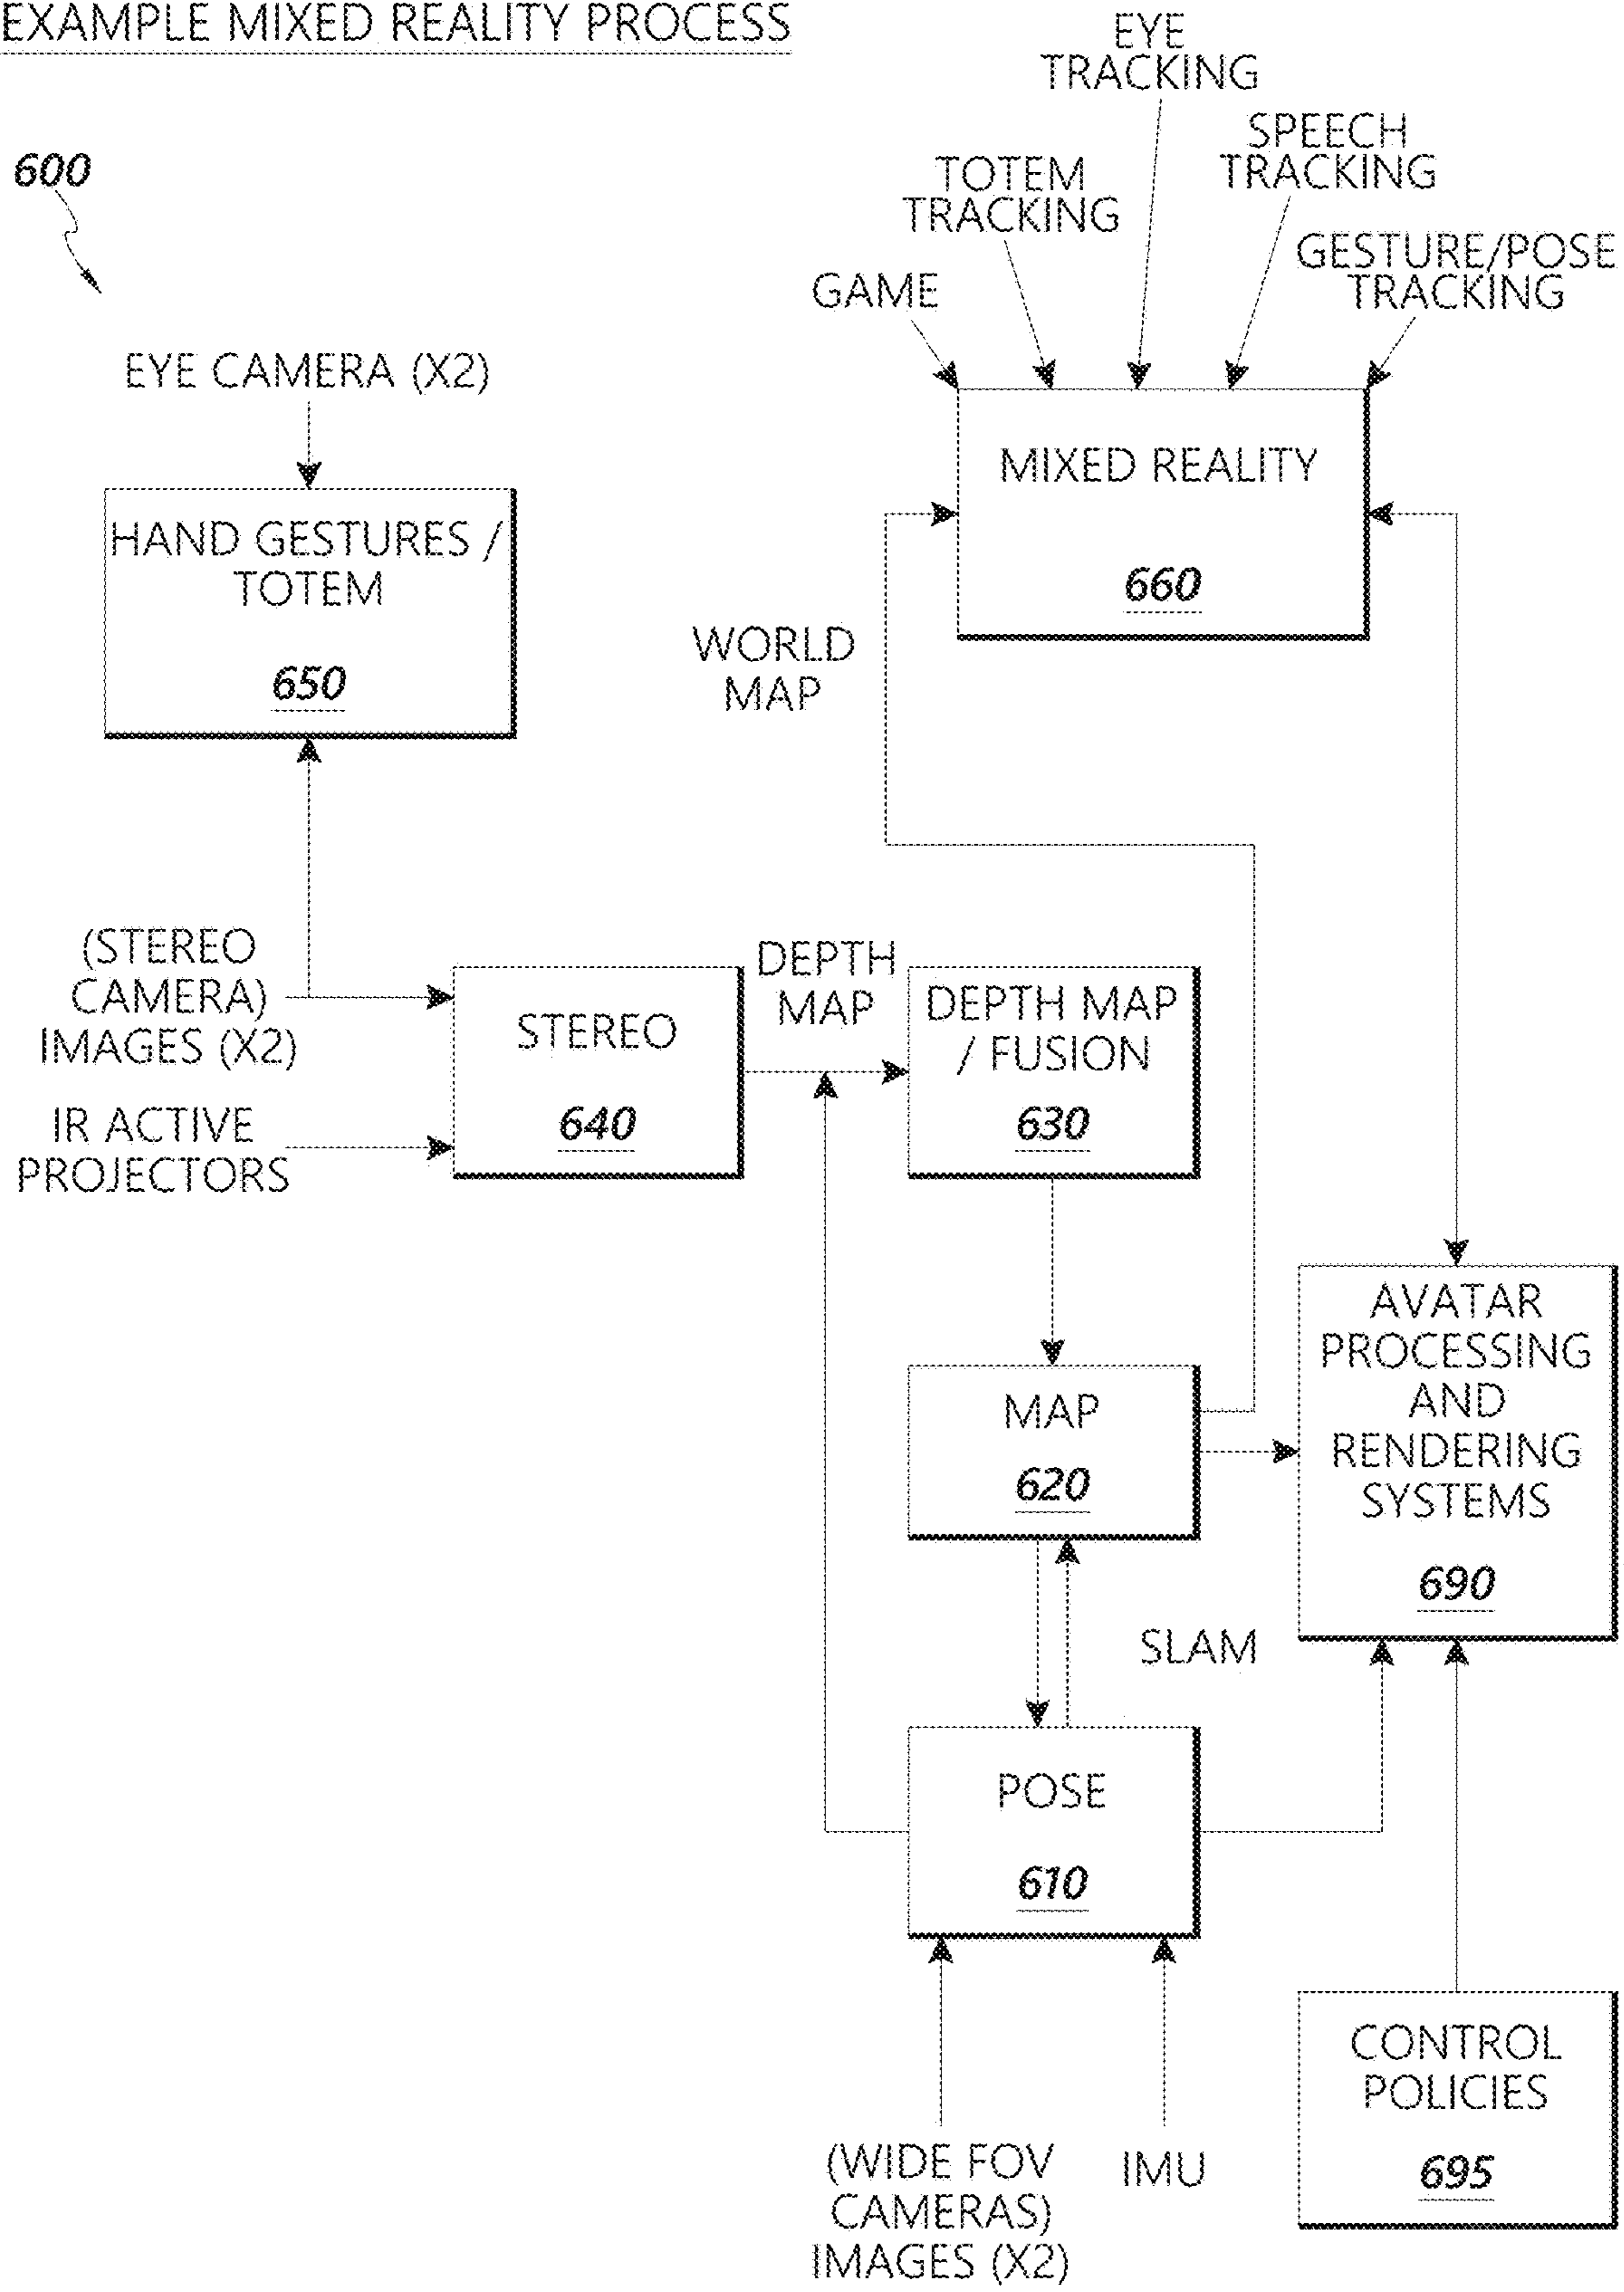 EXAMPLE MIXED REALITY PROCESS
600
EYE
TRACKING
SPEECH
TRACKING
TOTEM
TRACKING
GESTURE/POSE
TRACKING
GAME
EYE CAMERA (X2)
MIXED REALITY
660
HAND GESTURES /
TOTEM
650
WORLD
MAP
(STEREO
CAMERA)
IMAGES (X2)
IR ACTIVE
PROJECTORS
STEREO
640
DEPTH
MAP
DEPTH MAP
/ FUSION
630
MAP
620
AVATAR
PROCESSING
AND
RENDERING
SYSTEMS
690
SLAM
POSE
610
(WIDE FOV
CAMERAS)
IMAGES (X2)
IMU
CONTROL
POLICIES
695